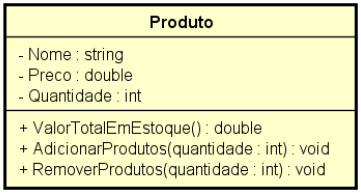 Produto
- Nome : string
- Preco : double
- Quantidade : int
+ ValorTotalEmEstoque() : double
+ AdicionarProdutos(quantidade : int) : void
+ RemoverProdutos(quantidade : int) : void